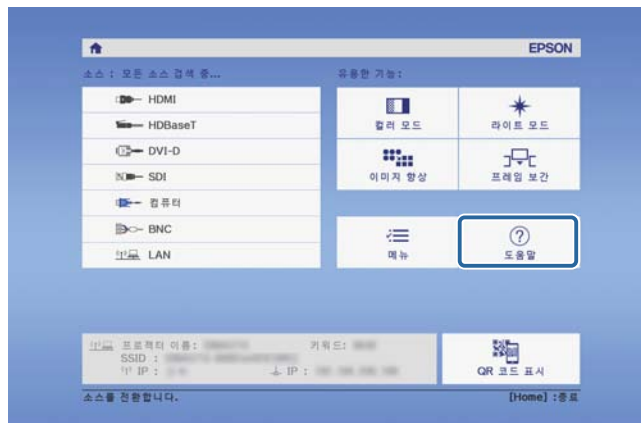 EPSON
소스 : 모든 소스 검색 중...
유용한 기능:
HDMI
HDBaseT
DVI-D
SDI
컴퓨터
BNC
LAN
컬러 모드
라이트 모드
이미지 향상
프레임 보간
메뉴
도움말
프로젝터 이름:
키워드:
SSID :
IP :
IP :
QR 코드 표시
소스를 전환합니다.
[Home] :종료